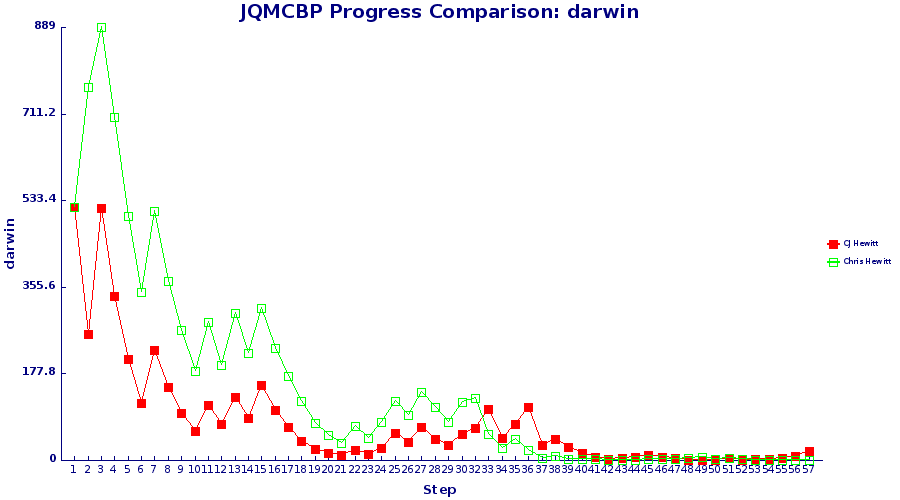 JQMCBP Progress Comparison: darwin
889
711.2
533.4
355.6
177.8
0
darwin
1 2 3 4 5 6 7 8 9 10 11 12 13 14 15 16 17 18 19 20 21 22 23 24 25 26 27 28 29 30 31 32 33 34 35 36 37 38 39 40 41 42 43 44 45 46 47 48 49 50 51 52 53 54 55 56 57
Step
CJ Hewitt
Chris Hewitt